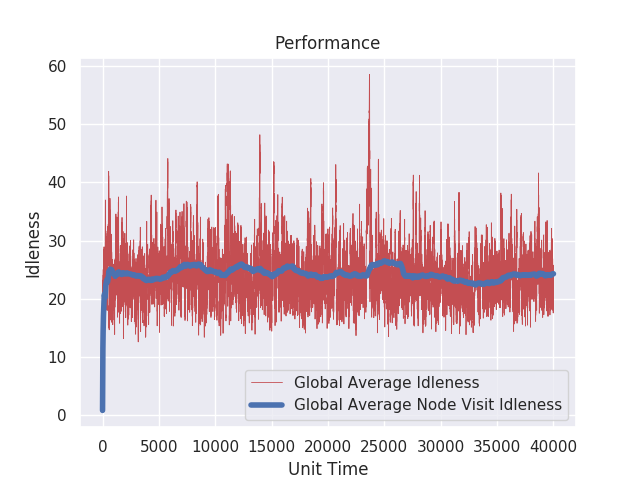 Performance
60
50
40
30
20
10
0
Idleness
Global Average Idleness
Global Average Node Visit Idleness
0 5000 10000 15000 20000 25000 30000 35000 40000
Unit Time